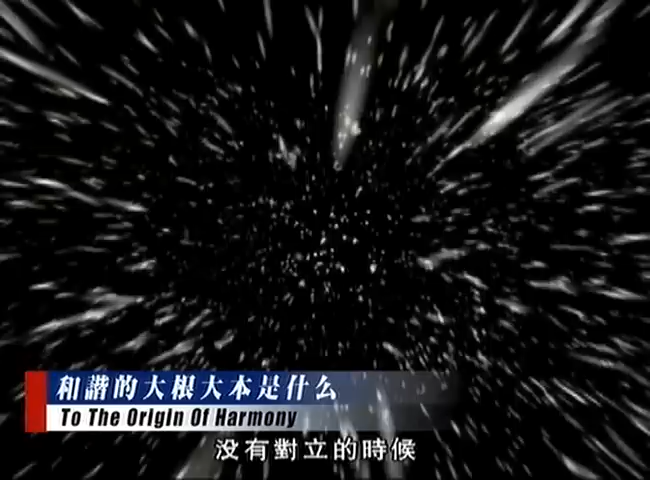 和諧的大根大本是什么
To The Origin Of Harmony
没有對立的時候